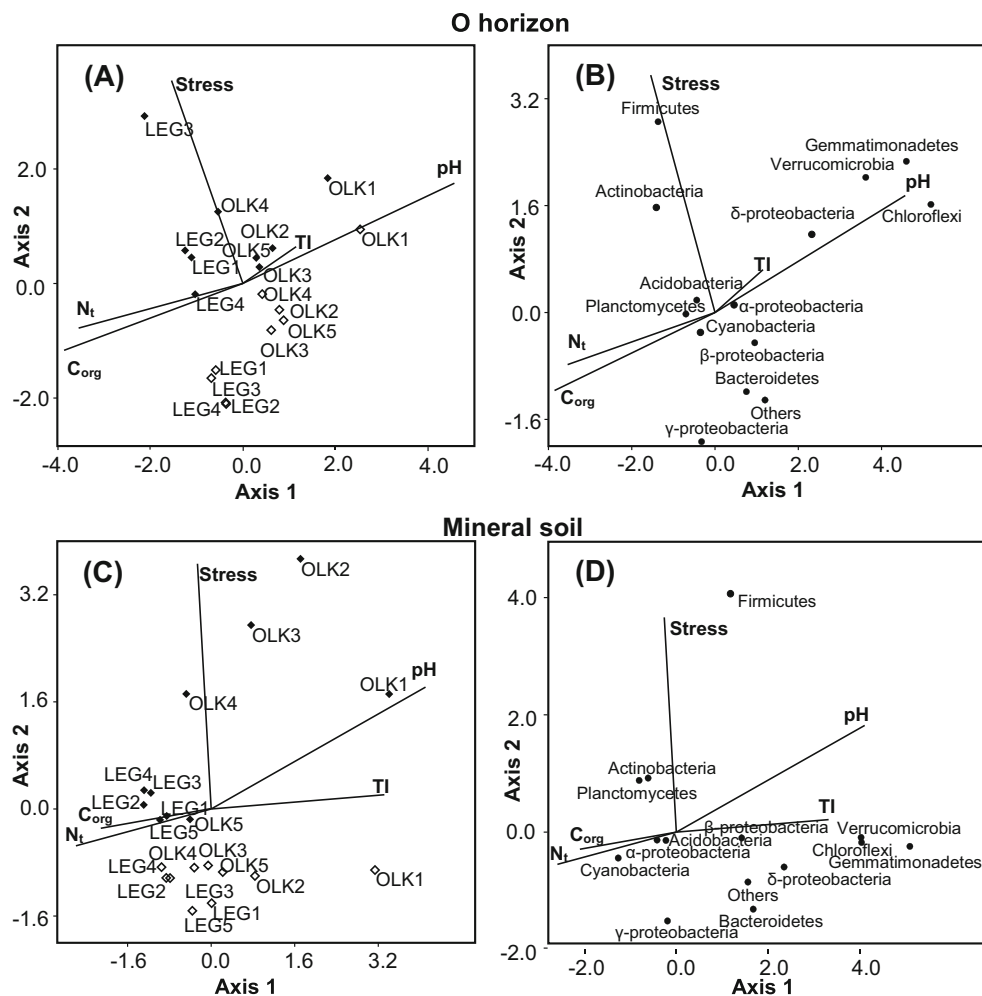 O horizon
(A)
Stress
LEG3
2.0
OLK1
pH
OLK4
OLK2
OLK1
LEG2
OLK5
TI
LEG1
OLK3
0.0
LEG4
OLK4
Nt
OLK2
OLK5
OLK3
Corg
LEG1
LEG3
LEG4
LEG2
-2.0
Axis 2
-4.0
-2.0
0.0
2.0
4.0
Axis 1
(B)
Stress
3.2
Firmicutes
Gemmatimonadetes
Verrucomicrobia
pH
Actinobacteria
1.6
δ-proteobacteria
Chloroflexi
TI
Acidobacteria
Planctomycetes
α-proteobacteria
0.0
Cyanobacteria
Nt
β-proteobacteria
Bacteroidetes
Corg
Others
-1.6
γ-proteobacteria
Axis 2
-4.0
-2.0
0.0
2.0
4.0
Axis 1
Mineral soil
(C)
Stress
OLK2
3.2
OLK3
pH
OLK1
1.6
OLK4
LEG4
LEG3
TI
LEG2
LEG1
0.0
Corg
OLK5
Nt
LEG5
OLK4
OLK3
LEG4
OLK5
OLK1
LEG2
LEG3
OLK2
LEG1
-1.6
LEG5
Axis 2
-1.6
0.0
1.6
3.2
Axis 1
(D)
4.0
Firmicutes
Stress
2.0
pH
Actinobacteria
Planctomycetes
TI
0.0
β-proteobacteria
Verrucomicrobia
Corg
Acidobacteria
α-proteobacteria
Chloroflexi
Nt
Gemmatimonadetes
Cyanobacteria
δ-proteobacteria
Others
Bacteroidetes
γ-proteobacteria
-2.0
Axis 2
-2.0
0.0
2.0
4.0
Axis 1